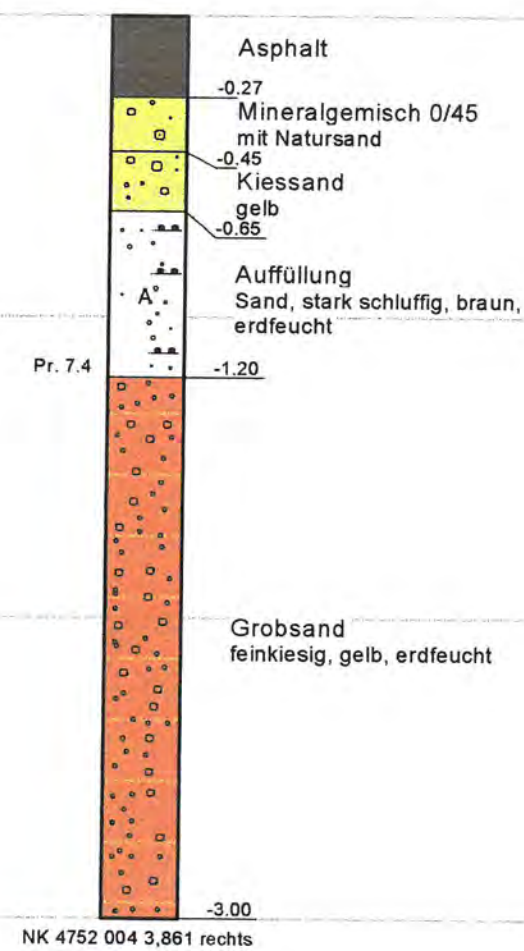 Asphalt
-0.27
Mineralgemisch 0/45
mit Natursand
-0.45
Kiessand
gelb
-0.65
Auffüllung
Sand, stark schluffig, braun,
erdfeucht
A
Pr. 7.4
-1.20
Grobsand
feinkiesig, gelb, erdfeucht
-3.00
NK 4752 004 3,861 rechts